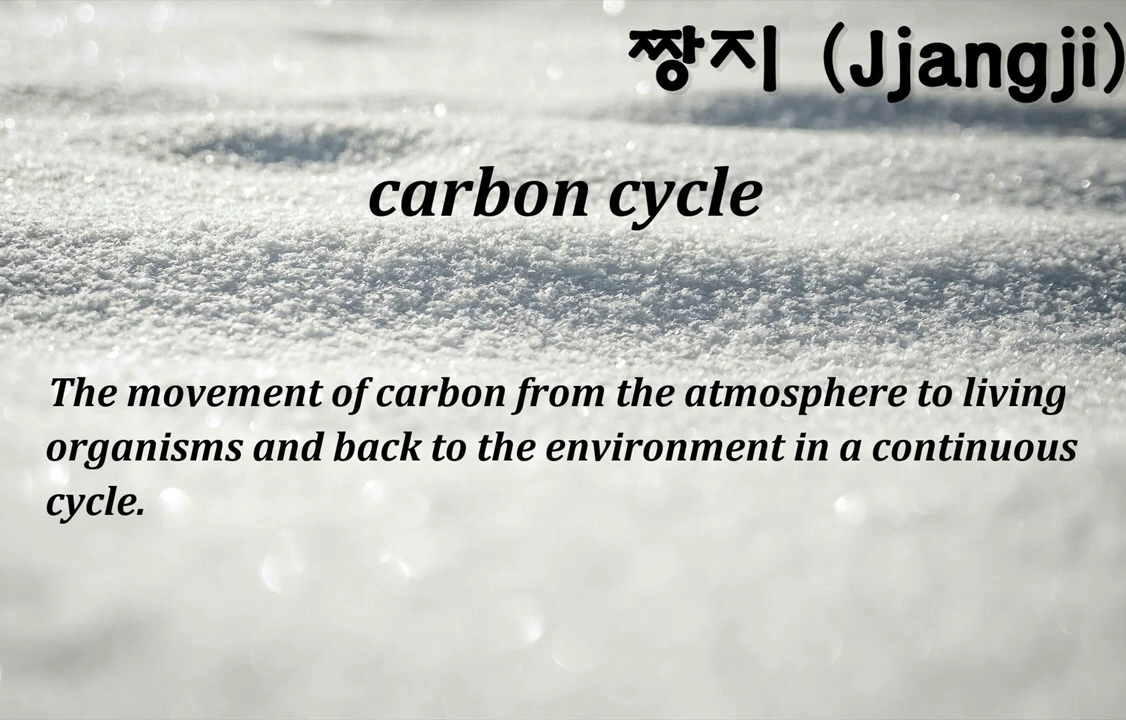 짱지 (Jjangji)
carbon cycle
The movement of carbon from the atmosphere to living
organisms and back to the environment in a continuous
cycle.